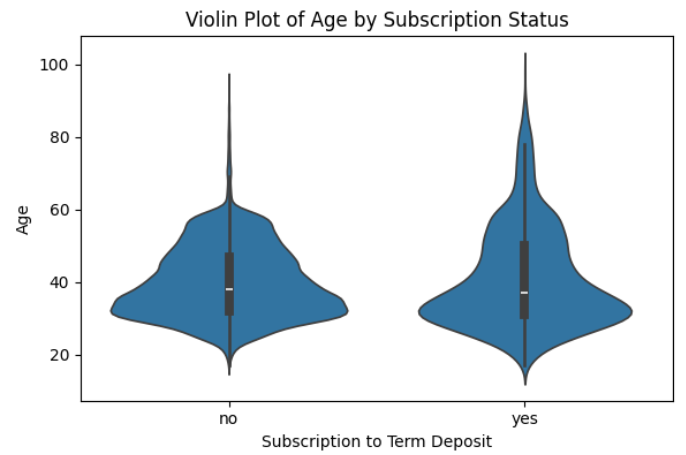 Violin Plot of Age by Subscription Status
100
80
60
40
20
Age
no yes
Subscription to Term Deposit